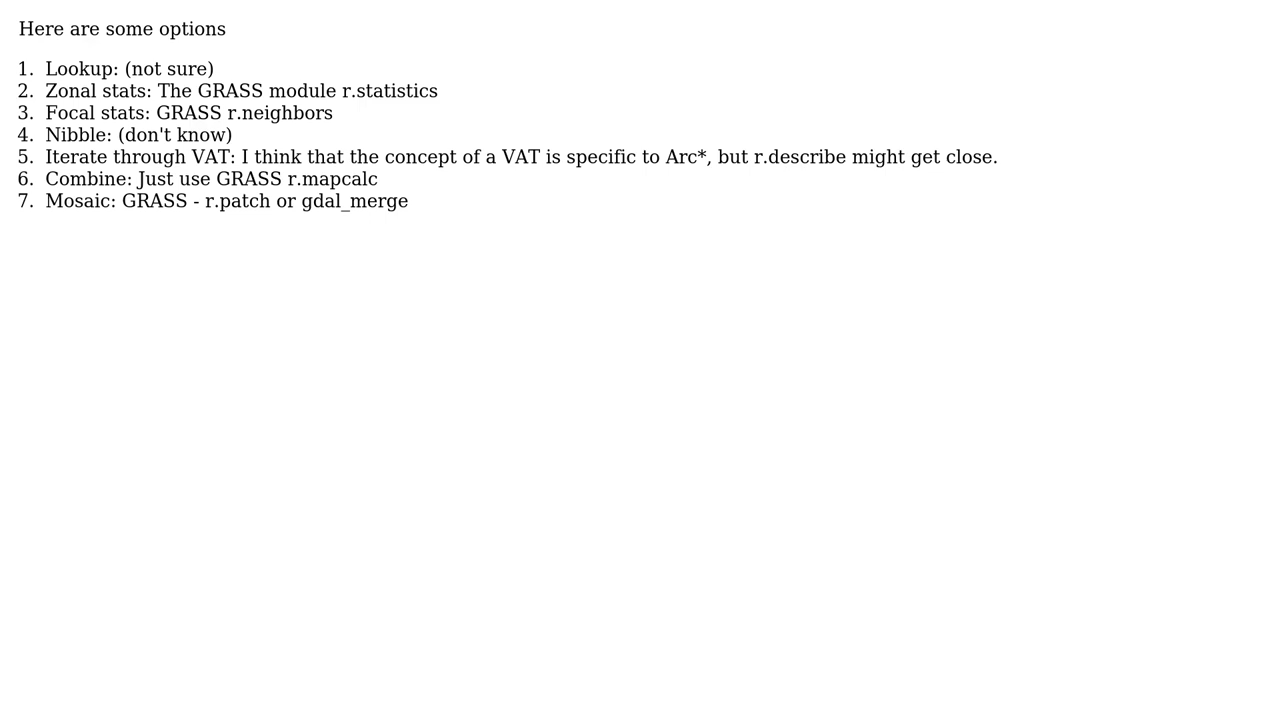 Here are some options
1. Lookup: (not sure)
2. Zonal stats: The GRASS module r.statistics
3. Focal stats: GRASS r.neighbors
4. Nibble: (don't know)
5. Iterate through VAT: I think that the concept of a VAT is specific to Arc*, but r.describe might get close.
6. Combine: Just use GRASS r.mapcalc
7. Mosaic: GRASS - r.patch or gdal_merge